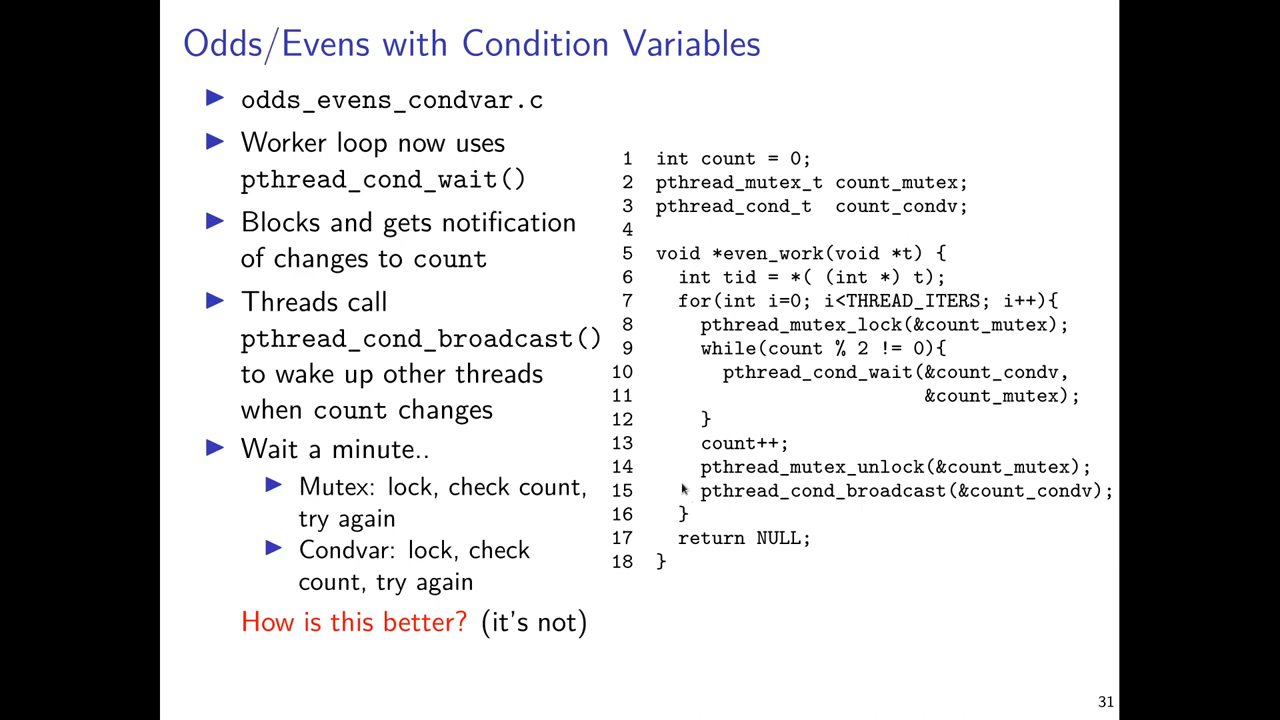 Odds/Evens with Condition Variables
▶ odds_evens_condvar.c
▶ Worker loop now uses
pthread_cond_wait()
▶ Blocks and gets notification
of changes to count
▶ Threads call
pthread_cond_broadcast()
to wake up other threads
when count changes
▶ Wait a minute..
▶ Mutex: lock, check count,
try again
▶ Condvar: lock, check
count, try again
How is this better? (it's not)
1 int count = 0;
2 pthread_mutex_t count_mutex;
3 pthread_cond_t  count_condv;
4
5 void *even_work(void *t) {
6   int tid = *( (int *) t);
7   for(int i=0; i<THREAD_ITERS; i++){
8     pthread_mutex_lock(&count_mutex);
9     while(count % 2 != 0){
10       pthread_cond_wait(&count_condv,
11                         &count_mutex);
12     }
13     count++;
14     pthread_mutex_unlock(&count_mutex);
15     pthread_cond_broadcast(&count_condv);
16   }
17   return NULL;
18 }
31